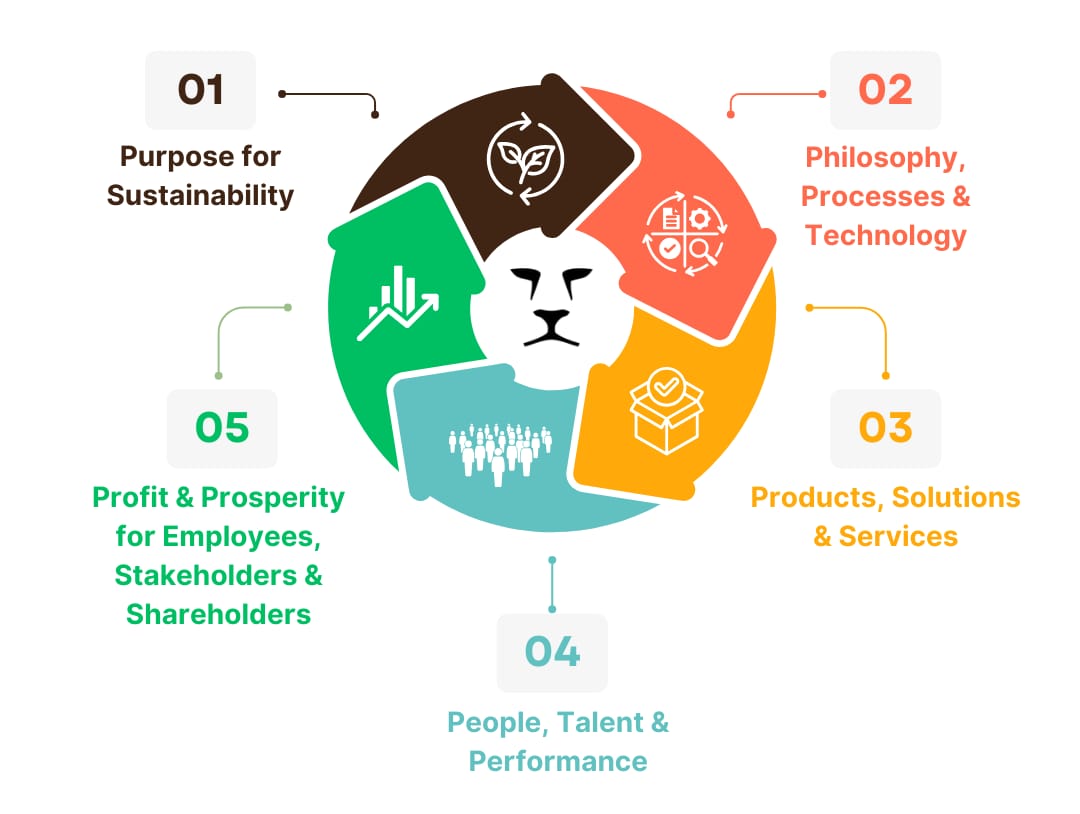 01
Purpose for
Sustainability
02
Philosophy,
Processes &
Technology
03
Products, Solutions
& Services
04
People, Talent &
Performance
05
Profit & Prosperity
for Employees,
Stakeholders &
Shareholders